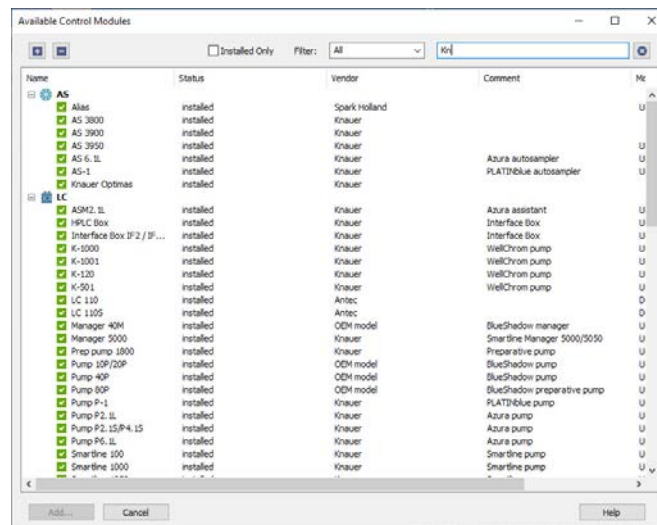 Available Control Modules
Installed Only Filter: All Kn
Name Status Vendor Comment
AS
Alias installed Spark Holland U
AS 3800 installed Knauer
AS 3900 installed Knauer
AS 3950 installed Knauer U
AS 6.1L installed Knauer Azura autosampler U
AS-1 installed Knauer PLATINblue autosampler U
Knauer Optimas installed Knauer
LC
ASM2.1L installed Knauer Azura assistant U
HPLC Box installed Knauer Interface Box U
Interface Box IF2 / IF... installed Knauer Interface Box U
K-1000 installed Knauer WellChrom pump U
K-1001 installed Knauer WellChrom pump U
K-120 installed Knauer WellChrom pump U
K-501 installed Knauer WellChrom pump U
LC 110 installed Antec D
LC 110S installed Antec D
Manager 40M installed OEM model BlueShadow manager U
Manager 5000 installed Knauer Smartline Manager 5000/5050 U
Prep pump 1800 installed Knauer Preparative pump U
Pump 10P/20P installed OEM model BlueShadow pump U
Pump 40P installed OEM model BlueShadow pump U
Pump 80P installed OEM model BlueShadow preparative pump U
Pump P-1 installed Knauer PLATINblue pump U
Pump P2.1L installed Knauer Azura pump U
Pump P2.1S/P4.1S installed Knauer Azura pump U
Pump P6.1L installed Knauer Azura pump U
Smartline 100 installed Knauer Smartline pump U
Smartline 1000 installed Knauer Smartline pump U
Add... Cancel Help